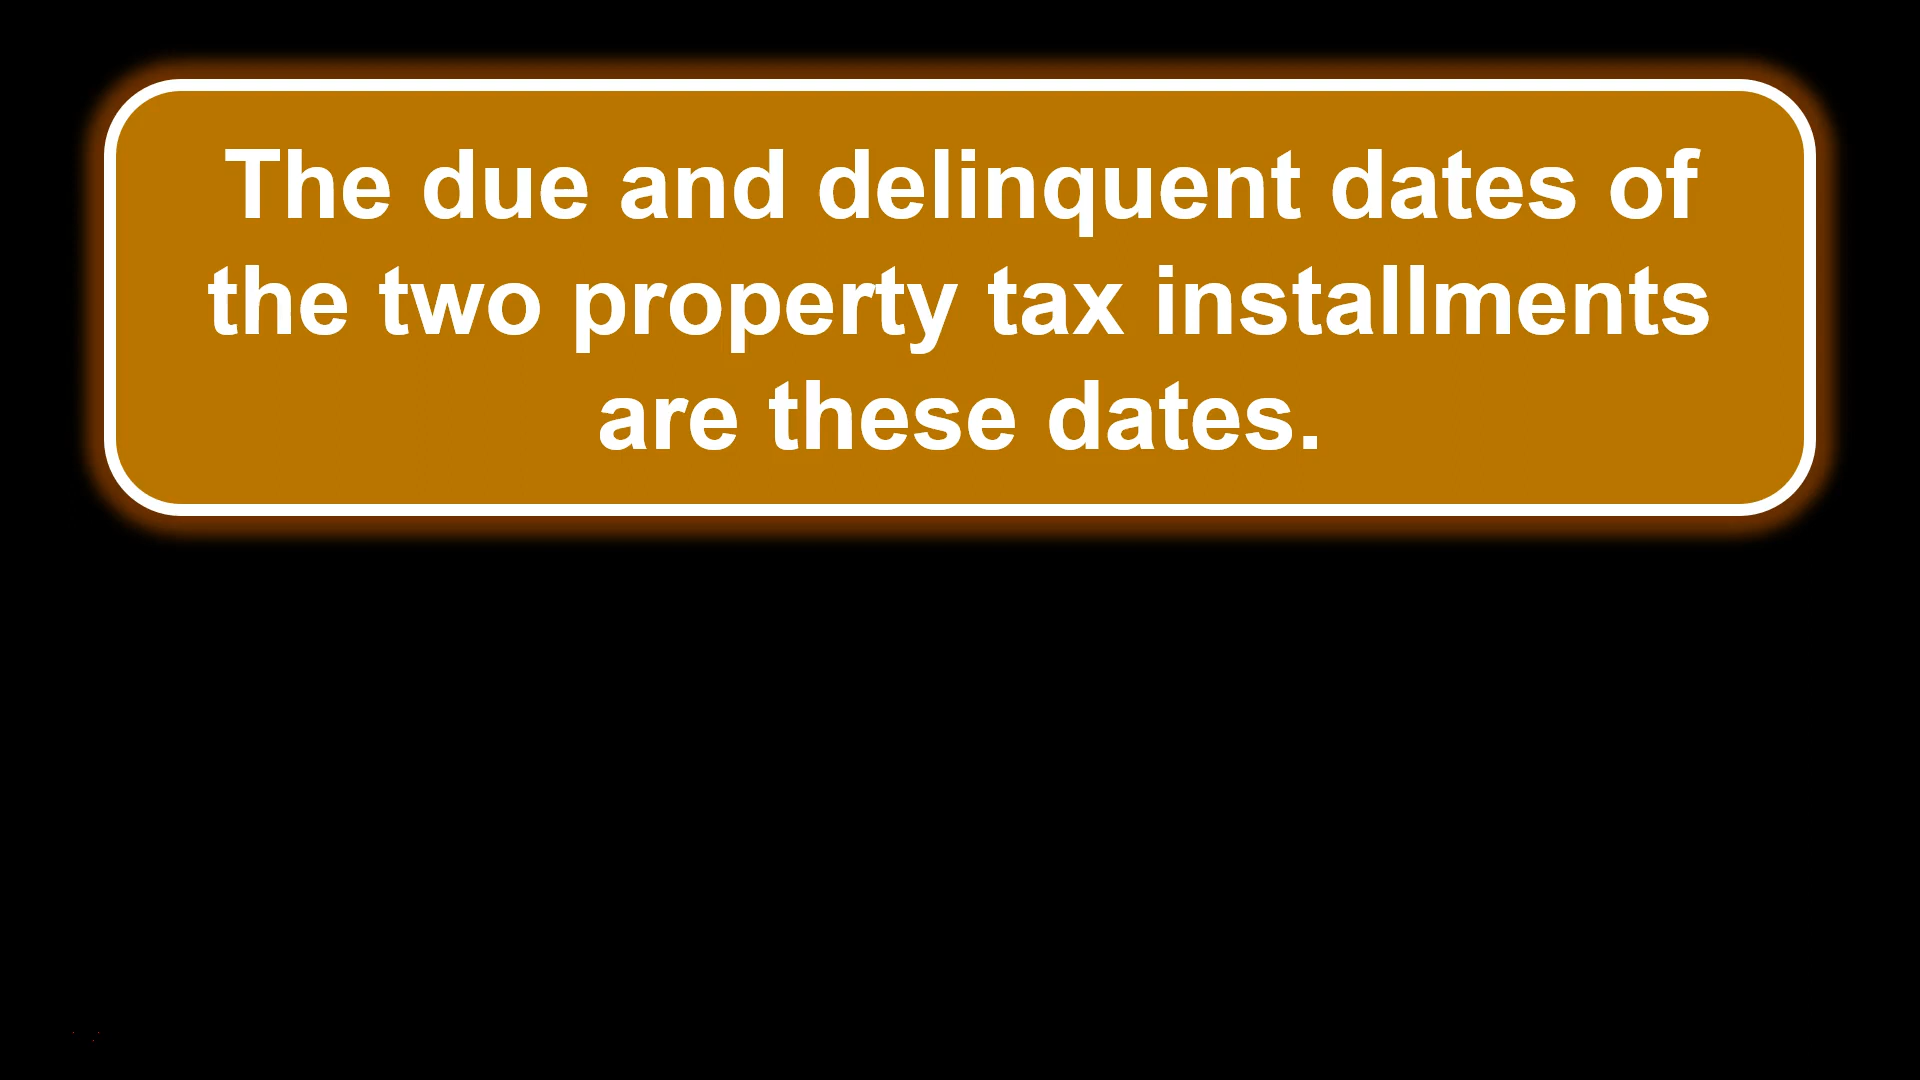 The due and delinquent dates of
the two property tax installments
are these dates.